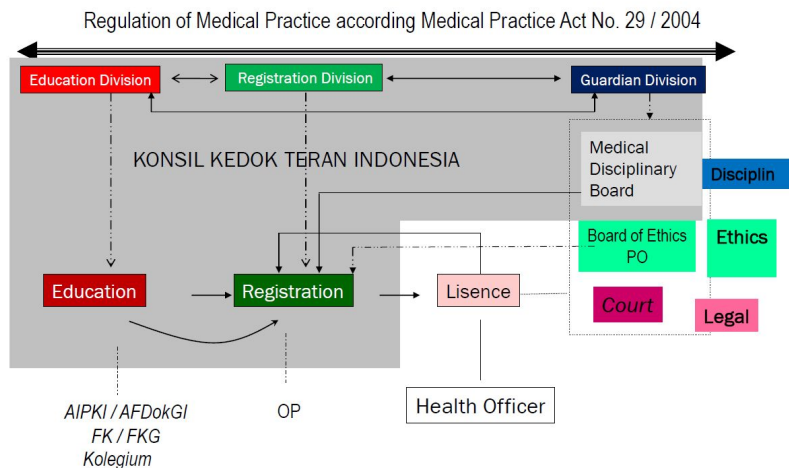 Regulation of Medical Practice according Medical Practice Act No. 29 / 2004
Education Division
Registration Division
Guardian Division
KONSIL KEDOK TERAN INDONESIA
Medical
Disciplinary
Board
Disciplin
Board of Ethics
PO
Ethics
Education
Registration
Lisence
Court
Legal
AIPKI / AFDokGI
FK / FKG
Kolegium
OP
Health Officer